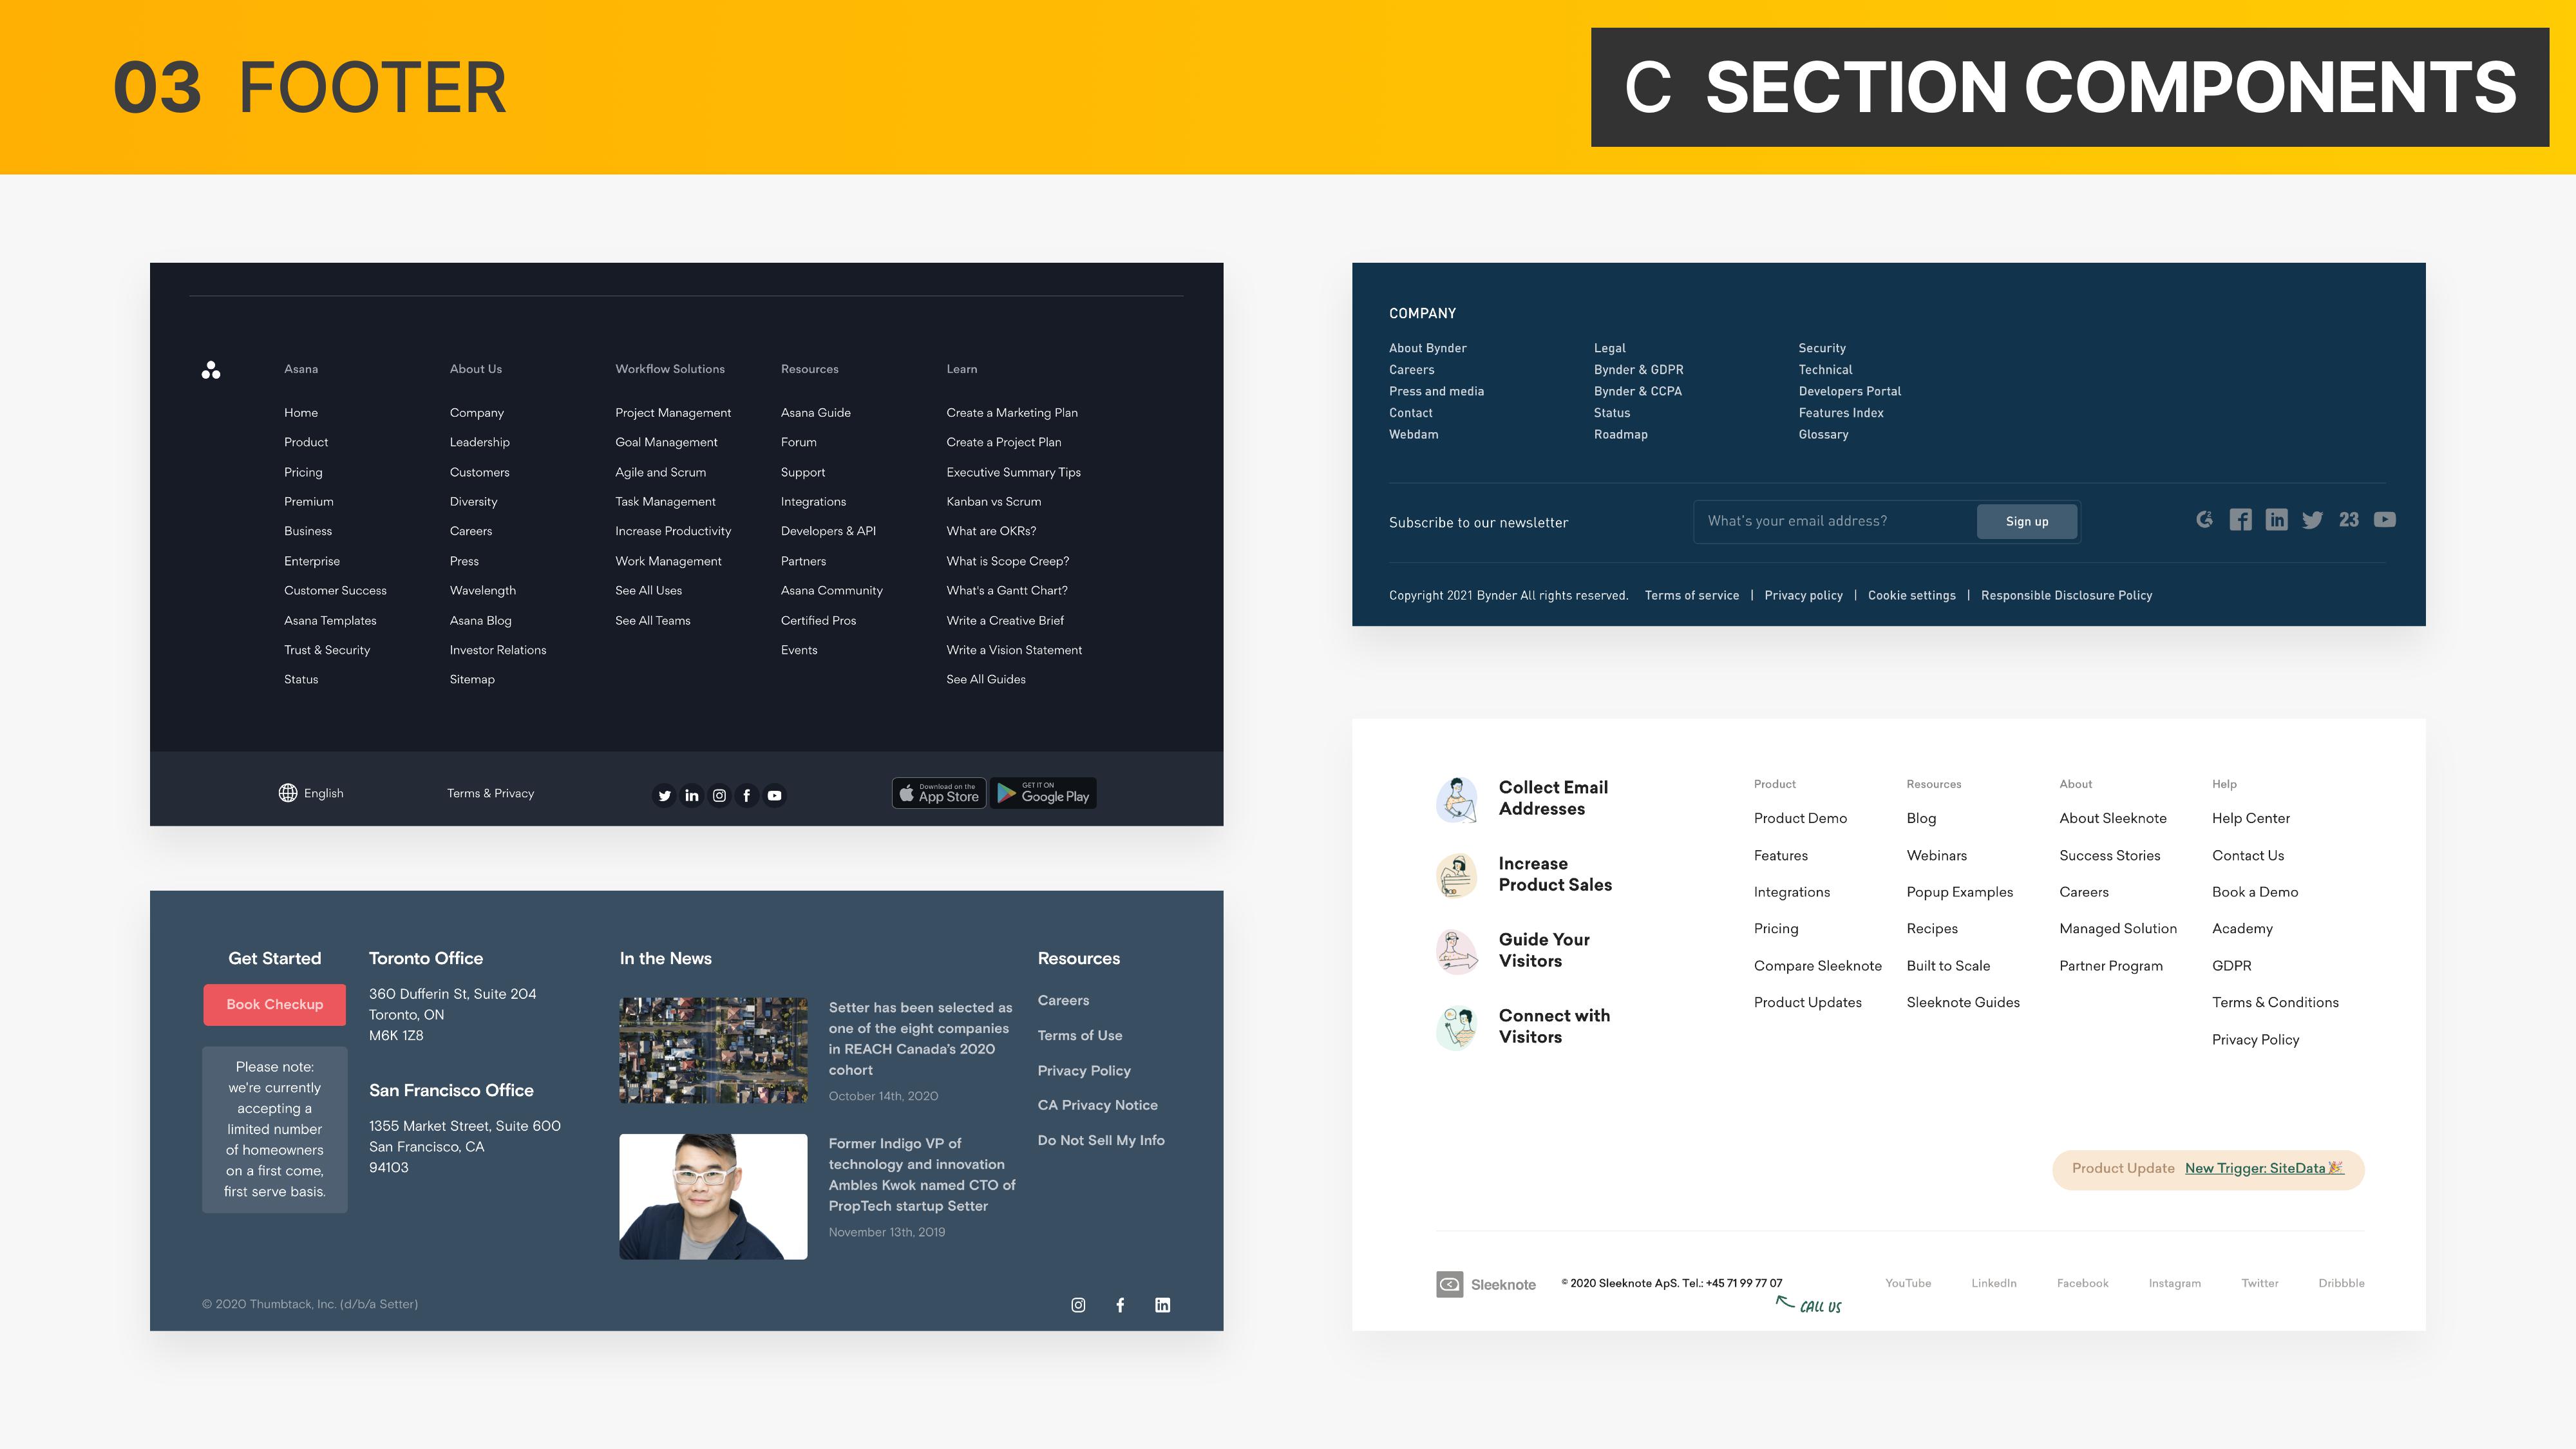 03 FOOTER
C SECTION COMPONENTS
Asana
Home
Product
Pricing
Premium
Business
Enterprise
Customer Success
Asana Templates
Trust & Security
Status
About Us
Company
Leadership
Customers
Diversity
Careers
Press
Wavelength
Asana Blog
Investor Relations
Sitemap
Workflow Solutions
Project Management
Goal Management
Agile and Scrum
Task Management
Increase Productivity
Work Management
See All Uses
See All Teams
Resources
Asana Guide
Forum
Support
Integrations
Developers & API
Partners
Asana Community
Certified Pros
Events
Learn
Create a Marketing Plan
Create a Project Plan
Executive Summary Tips
Kanban vs Scrum
What are OKRs?
What is Scope Creep?
What's a Gantt Chart?
Write a Creative Brief
Write a Vision Statement
See All Guides
English
Terms & Privacy
in
f
Download on the
App Store
GET IT ON
Google Play
COMPANY
About Bynder
Careers
Press and media
Contact
Webdam
Legal
Bynder & GDPR
Bynder & CCPA
Status
Roadmap
Security
Technical
Developers Portal
Features Index
Glossary
Subscribe to our newsletter
What's your email address?
Sign up
G2
f
in
23
Copyright 2021 Bynder All rights reserved. Terms of service | Privacy policy | Cookie settings | Responsible Disclosure Policy
Get Started
Book Checkup
Please note:
we're currently
accepting a
limited number
of homeowners
on a first come,
first serve basis.
Toronto Office
360 Dufferin St, Suite 204
Toronto, ON
M6K 1Z8
San Francisco Office
1355 Market Street, Suite 600
San Francisco, CA
94103
In the News
Setter has been selected as
one of the eight companies
in REACH Canada's 2020
cohort
October 14th, 2020
Former Indigo VP of
technology and innovation
Ambles Kwok named CTO of
PropTech startup Setter
November 13th, 2019
Resources
Careers
Terms of Use
Privacy Policy
CA Privacy Notice
Do Not Sell My Info
© 2020 Thumbtack, Inc. (d/b/a Setter)
f
in
Collect Email
Addresses
Increase
Product Sales
Guide Your
Visitors
Connect with
Visitors
Product
Product Demo
Features
Integrations
Pricing
Compare Sleeknote
Product Updates
Resources
Blog
Webinars
Popup Examples
Recipes
Built to Scale
Sleeknote Guides
About
About Sleeknote
Success Stories
Careers
Managed Solution
Partner Program
Help
Help Center
Contact Us
Book a Demo
Academy
GDPR
Terms & Conditions
Privacy Policy
Product Update New Trigger: SiteData🎉
Sleeknote
© 2020 Sleeknote ApS. Tel.: +45 71 99 77 07
CALL US
YouTube
LinkedIn
Facebook
Instagram
Twitter
Dribbble